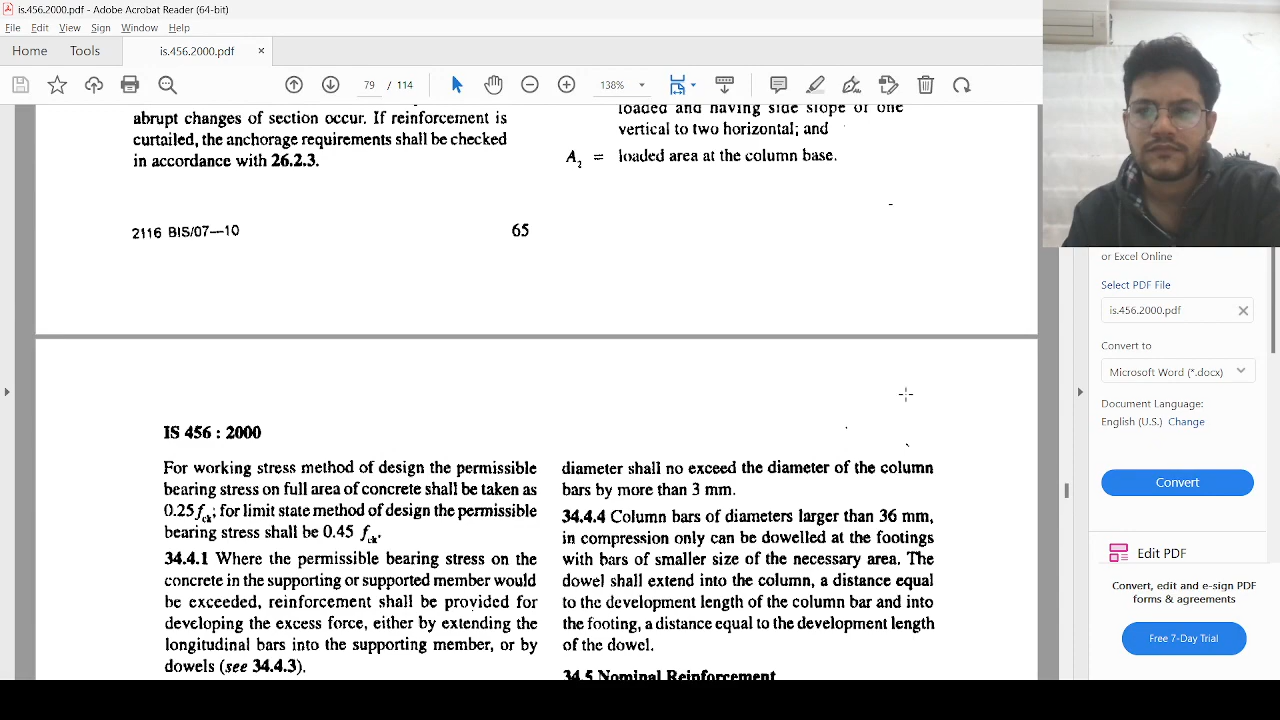 is.456.2000.pdf - Adobe Acrobat Reader (64-bit)
File Edit View Sign Window Help
Home Tools is.456.2000.pdf ×
79 / 114 138%
abrupt changes of section occur. If reinforcement is
curtailed, the anchorage requirements shall be checked
in accordance with 26.2.3.
loaded and having side slope of one
vertical to two horizontal; and
A2 = loaded area at the column base.
2116 BIS/07—10
65
IS 456 : 2000
For working stress method of design the permissible
bearing stress on full area of concrete shall be taken as
0.25 fck; for limit state method of design the permissible
bearing stress shall be 0.45 fck.
34.4.1 Where the permissible bearing stress on the
concrete in the supporting or supported member would
be exceeded, reinforcement shall be provided for
developing the excess force, either by extending the
longitudinal bars into the supporting member, or by
dowels (see 34.4.3).
diameter shall no exceed the diameter of the column
bars by more than 3 mm.
34.4.4 Column bars of diameters larger than 36 mm,
in compression only can be dowelled at the footings
with bars of smaller size of the necessary area. The
dowel shall extend into the column, a distance equal
to the development length of the column bar and into
the footing, a distance equal to the development length
of the dowel.
34.5 Nominal Reinforcement
or Excel Online
Select PDF File
is.456.2000.pdf
Convert to
Microsoft Word (*.docx)
Document Language:
English (U.S.) Change
Convert
Edit PDF
Convert, edit and e-sign PDF
forms & agreements
Free 7-Day Trial